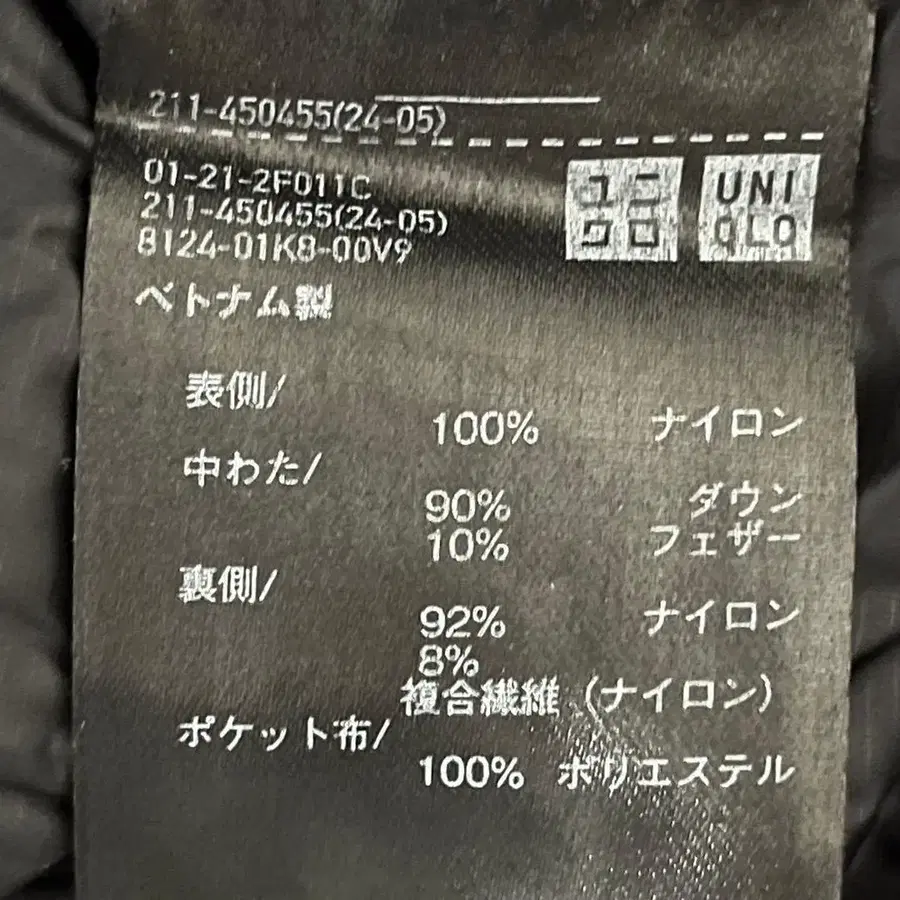 211-450455(24-05)
01-21-2F011C
211-450455(24-05)
8124-01K8-00V9
ユニ
クロ
UNI
QLO
ベトナム製
表側/
100% ナイロン
中わた/
90% ダウン
10% フェザー
裏側/
92% ナイロン
8%
複合繊維 (ナイロン)
ポケット布/
100% ポリエステル